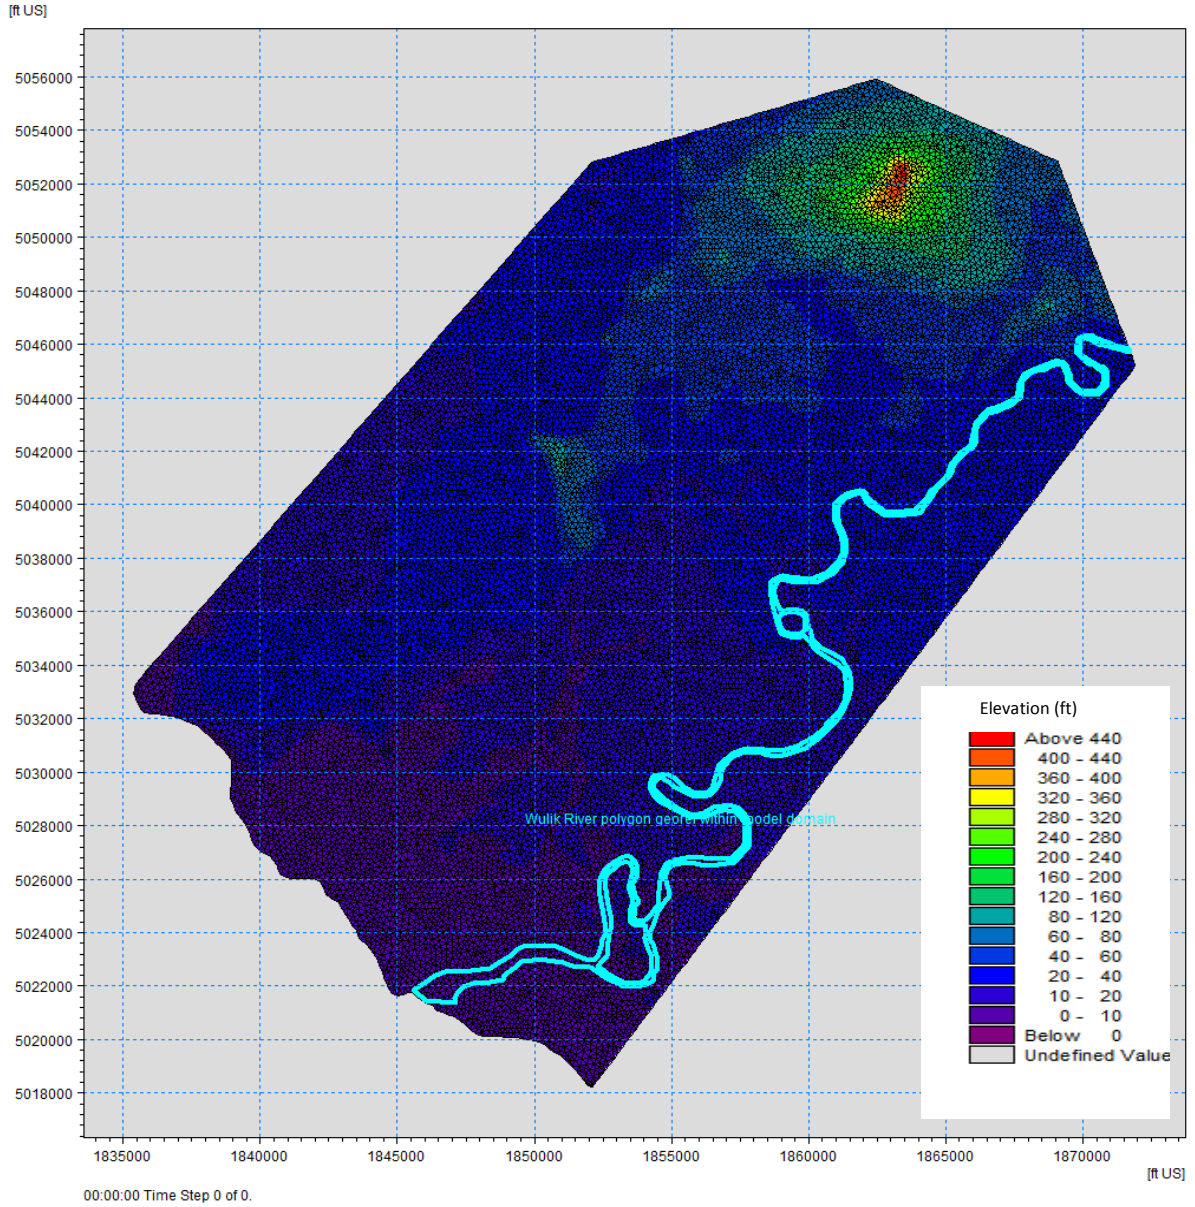 [ft US]
5056000
5054000
5052000
5050000
5048000
5046000
5044000
5042000
5040000
5038000
5036000
5034000
5032000
5030000
5028000
5026000
5024000
5022000
5020000
5018000
Wulik River polygon georef within model domain
Elevation (ft)
Above 440
400 - 440
360 - 400
320 - 360
280 - 320
240 - 280
200 - 240
160 - 200
120 - 160
80 - 120
60 - 80
40 - 60
20 - 40
10 - 20
0 - 10
Below 0
Undefined Value
1835000 1840000 1845000 1850000 1855000 1860000 1865000 1870000
[ft US]
00:00:00 Time Step 0 of 0.